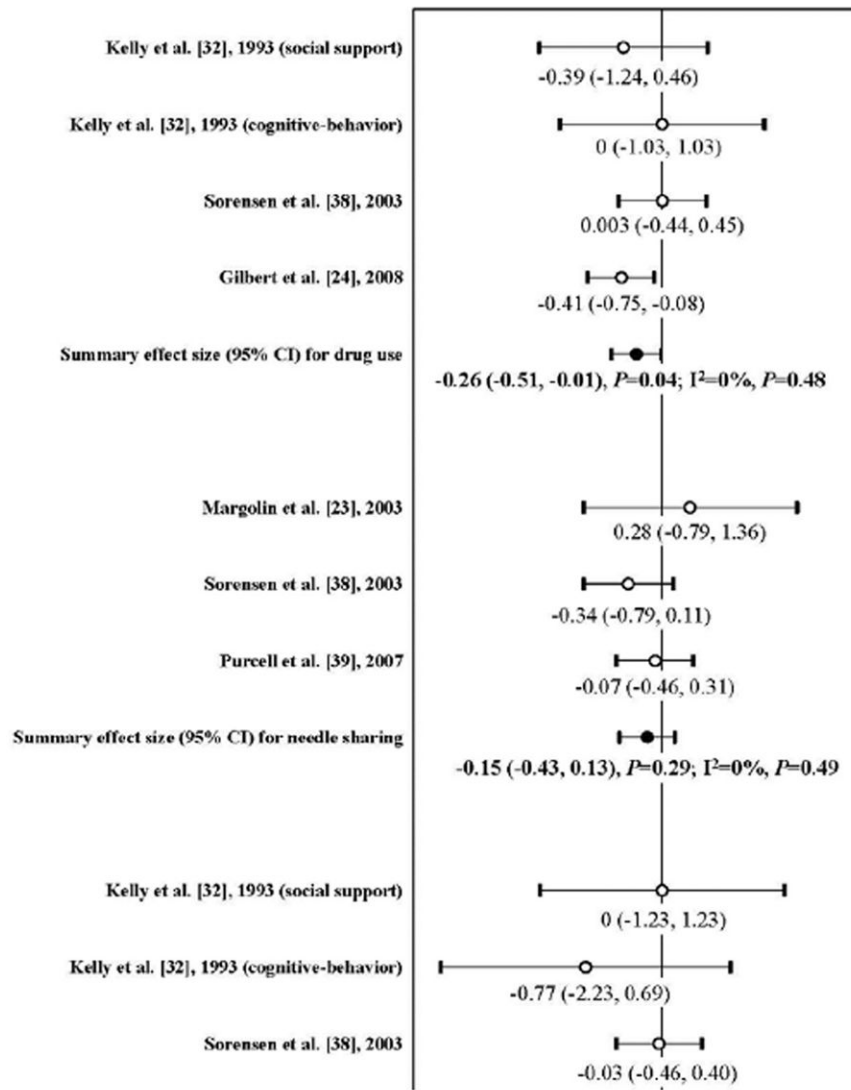 Kelly et al. [32], 1993 (social support)
-0.39 (-1.24, 0.46)
Kelly et al. [32], 1993 (cognitive-behavior)
0 (-1.03, 1.03)
Sorensen et al. [38], 2003
0.003 (-0.44, 0.45)
Gilbert et al. [24], 2008
-0.41 (-0.75, -0.08)
Summary effect size (95% CI) for drug use
-0.26 (-0.51, -0.01), P=0.04; I²=0%, P=0.48
Margolin et al. [23], 2003
0.28 (-0.79, 1.36)
Sorensen et al. [38], 2003
-0.34 (-0.79, 0.11)
Purcell et al. [39], 2007
-0.07 (-0.46, 0.31)
Summary effect size (95% CI) for needle sharing
-0.15 (-0.43, 0.13), P=0.29; I²=0%, P=0.49
Kelly et al. [32], 1993 (social support)
0 (-1.23, 1.23)
Kelly et al. [32], 1993 (cognitive-behavior)
-0.77 (-2.23, 0.69)
Sorensen et al. [38], 2003
-0.03 (-0.46, 0.40)